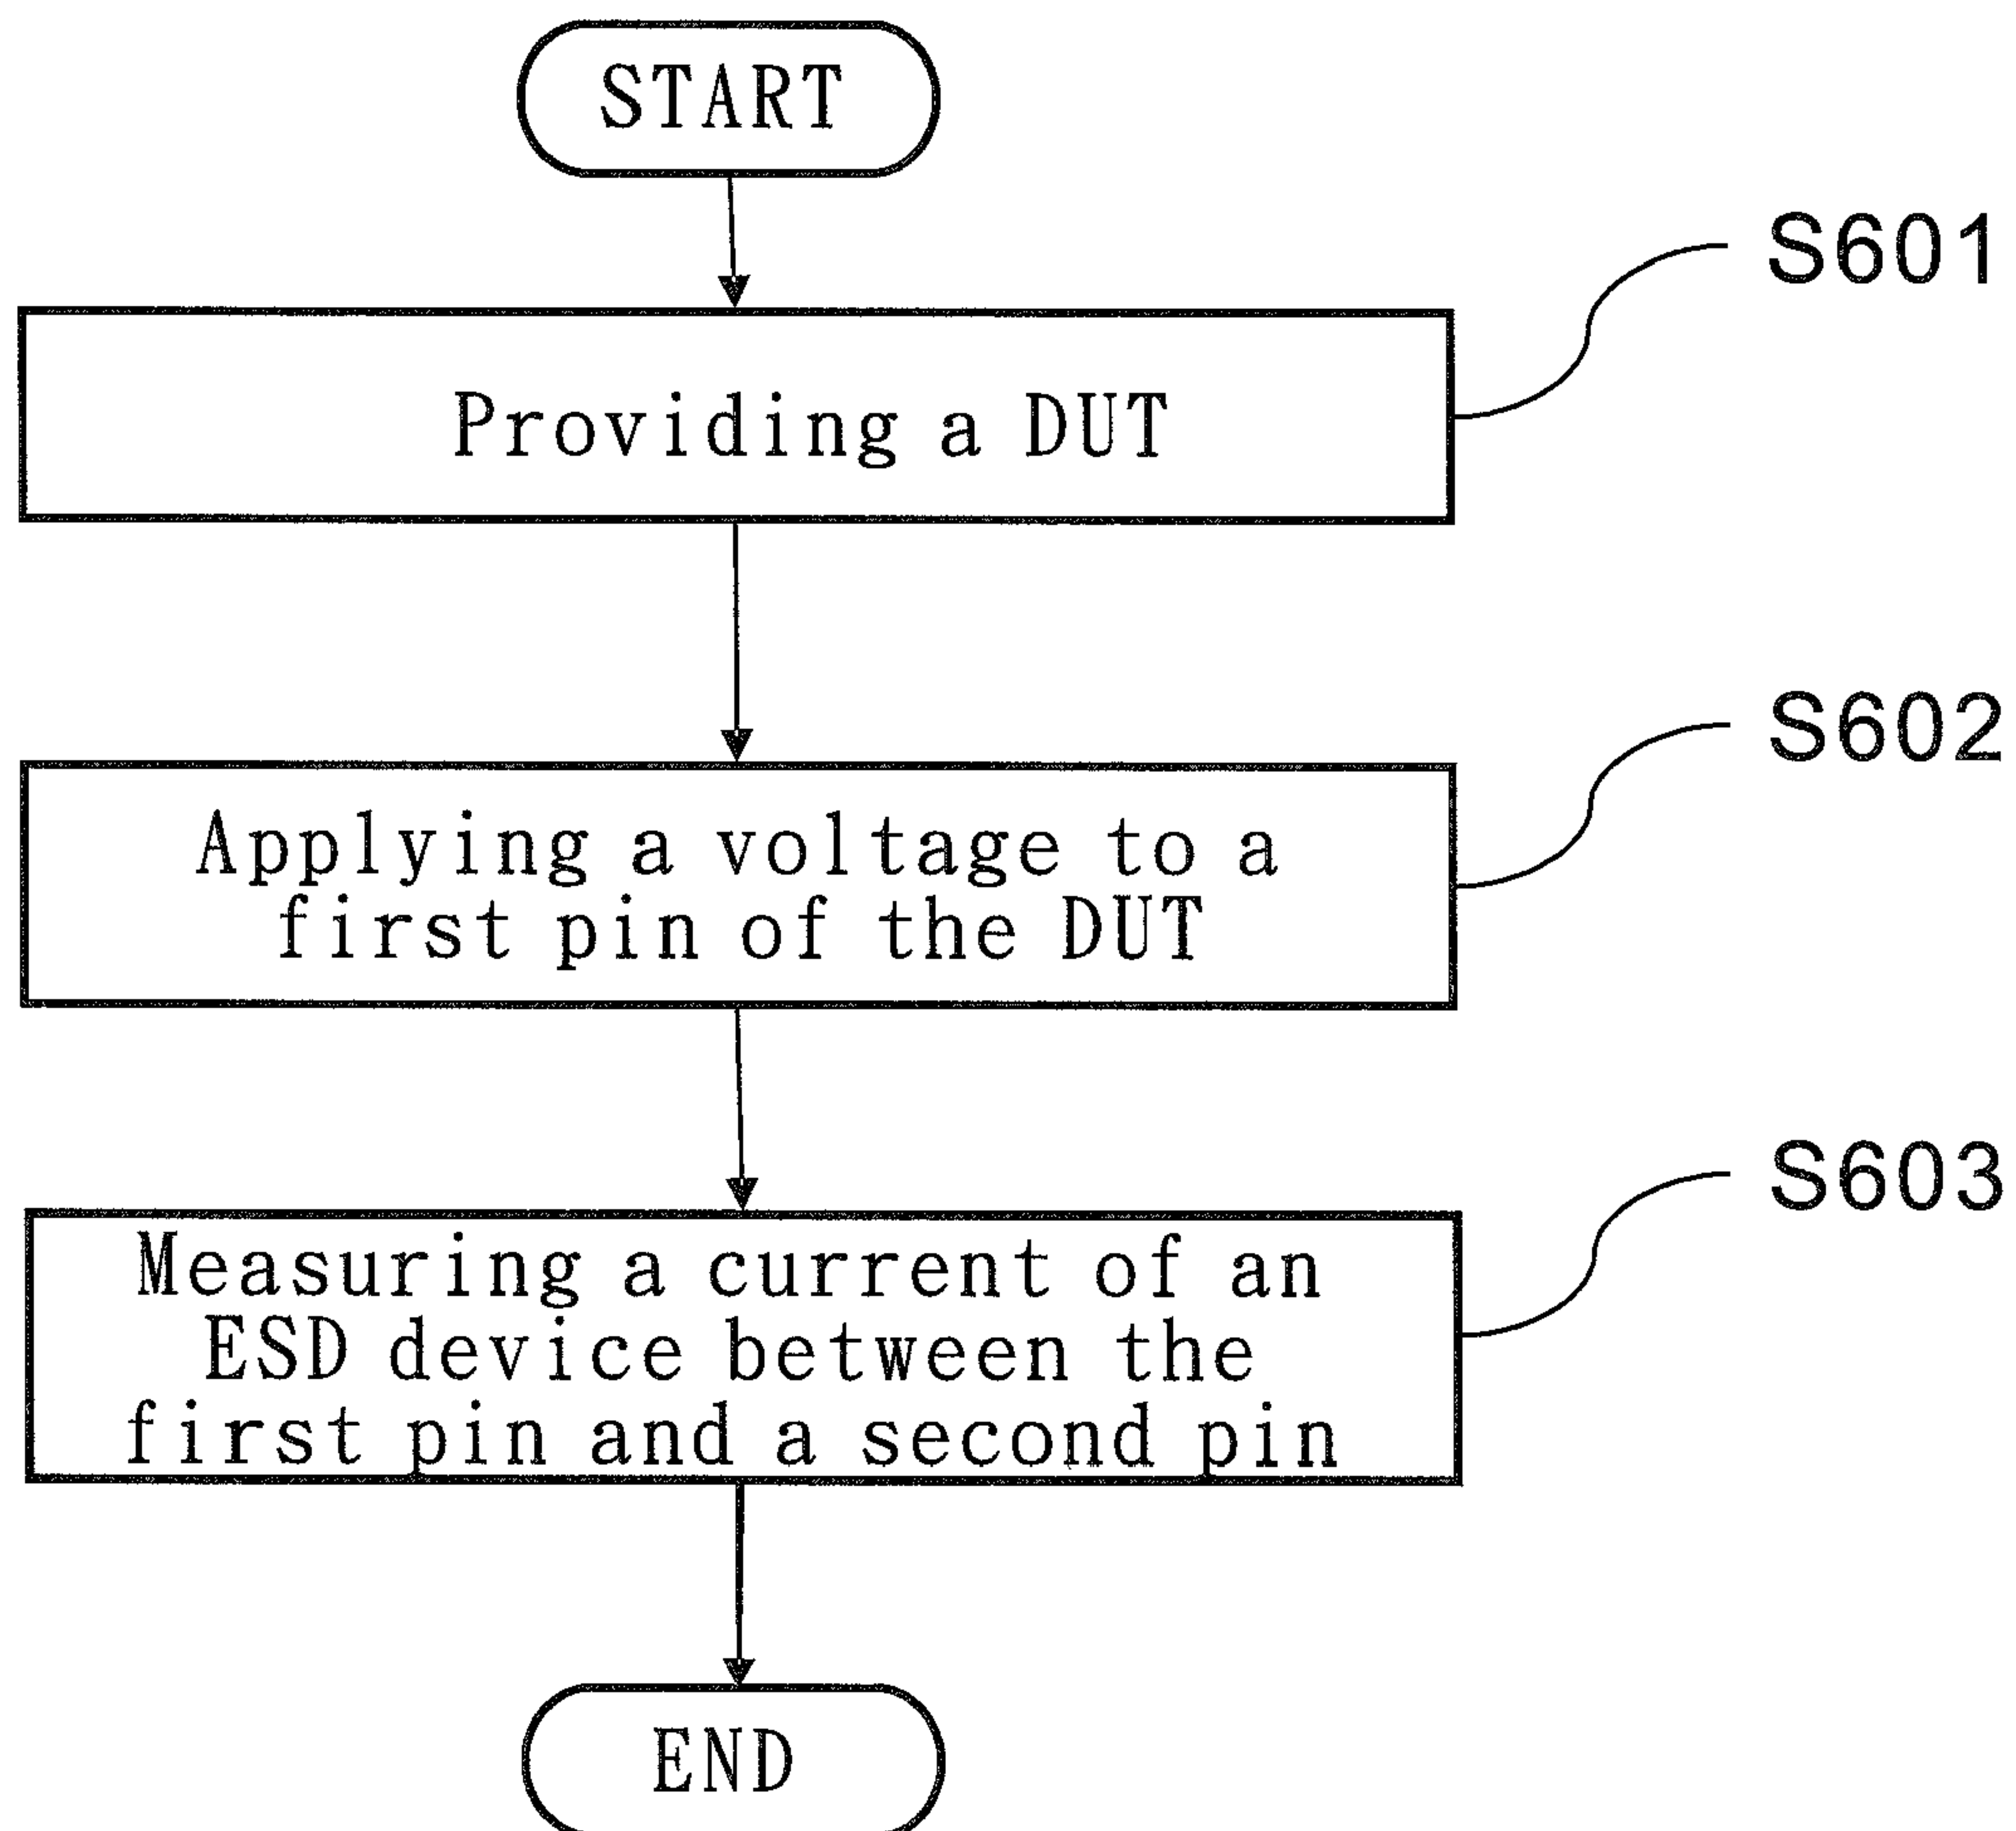 START
S601
Providing a DUT
S602
Applying a voltage to a
first pin of the DUT
S603
Measuring a current of an
ESD device between the
first pin and a second pin
END